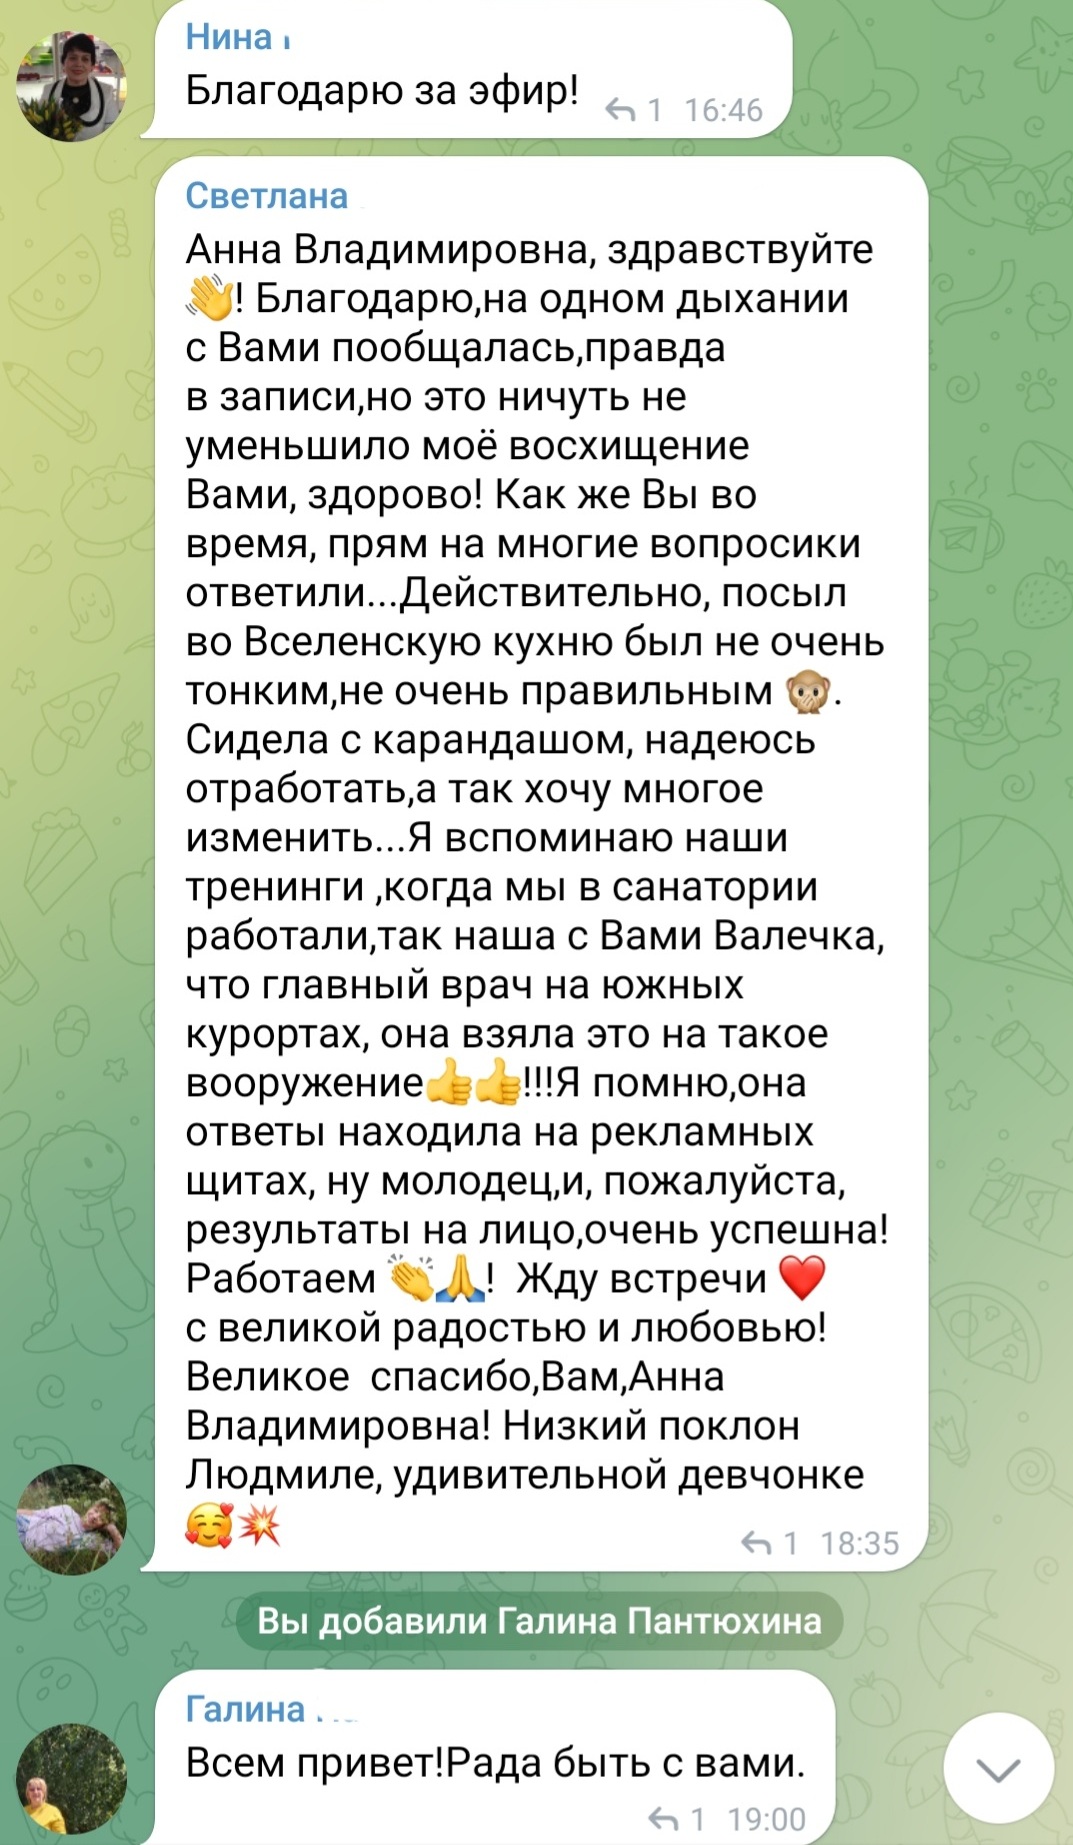 Нина
Благодарю за эфир!
1 16:46
Светлана
Анна Владимировна, здравствуйте
👋! Благодарю,на одном дыхании
с Вами пообщалась,правда
в записи,но это ничуть не
уменьшило моё восхищение
Вами, здорово! Как же Вы во
время, прям на многие вопросики
ответили...Действительно, посыл
во Вселенскую кухню был не очень
тонким,не очень правильным 🙊.
Сидела с карандашом, надеюсь
отработать,а так хочу многое
изменить...Я вспоминаю наши
тренинги ,когда мы в санатории
работали,так наша с Вами Валечка,
что главный врач на южных
курортах, она взяла это на такое
вооружение👍👍!!!Я помню,она
ответы находила на рекламных
щитах, ну молодец,и, пожалуйста,
результаты на лицо,очень успешна!
Работаем 👏🙏!  Жду встречи ❤️
с великой радостью и любовью!
Великое  спасибо,Вам,Анна
Владимировна! Низкий поклон
Людмиле, удивительной девчонке
🥰💥
1 18:35
Вы добавили Галина Пантюхина
Галина
Всем привет!Рада быть с вами.
1 19:00